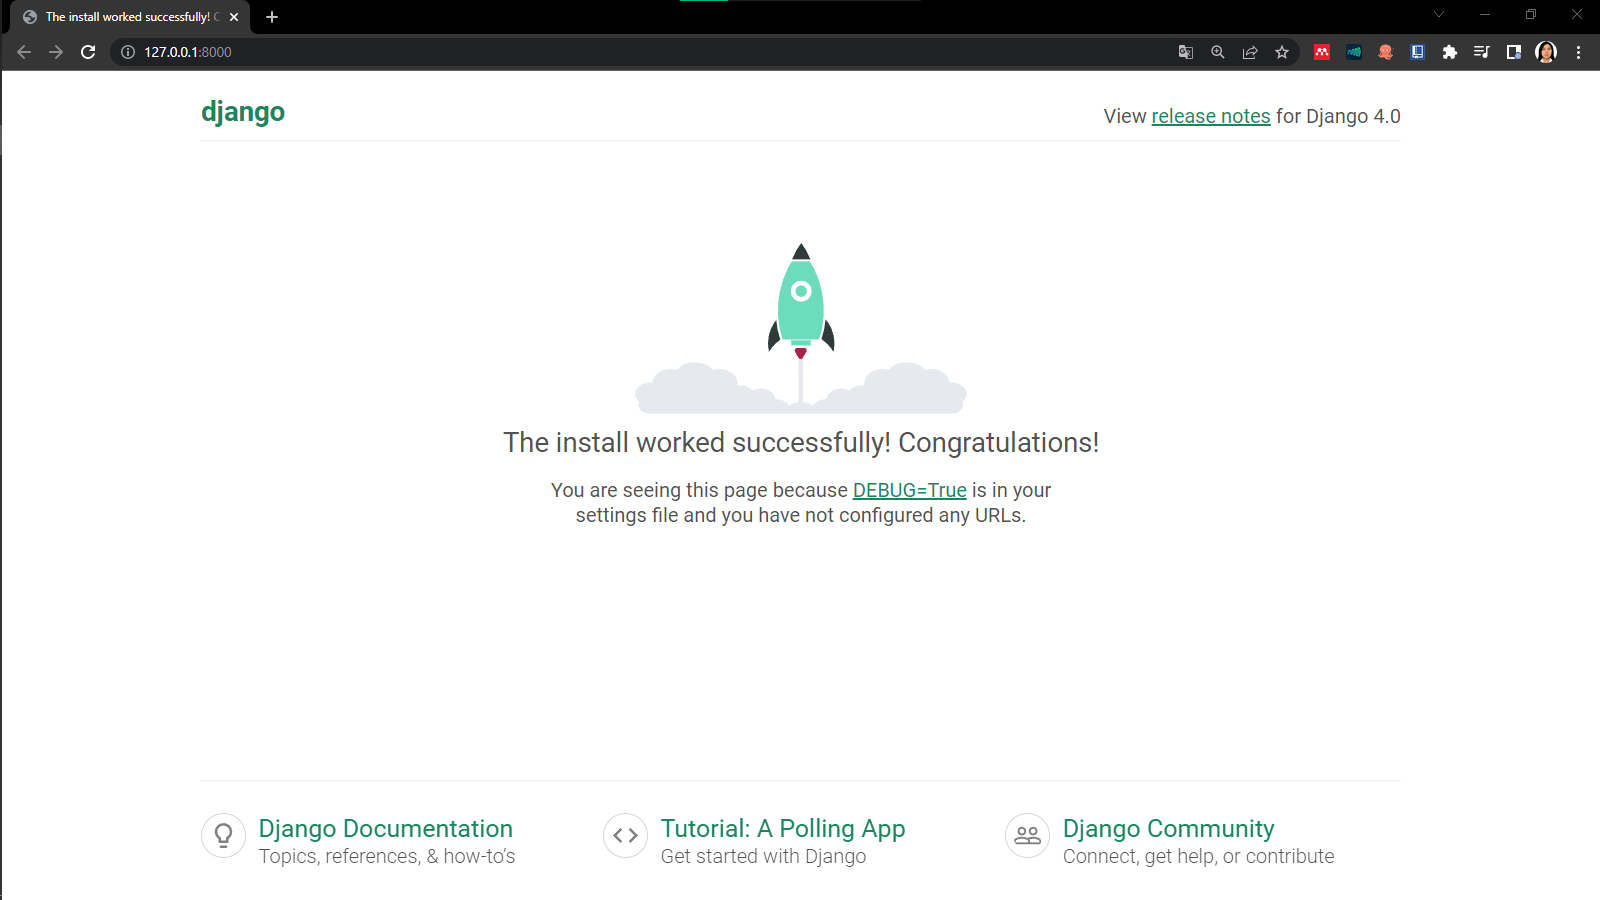 The install worked successfully! C
127.0.0.1:8000
django
View release notes for Django 4.0
The install worked successfully! Congratulations!
You are seeing this page because DEBUG=True is in your
settings file and you have not configured any URLs.
Django Documentation
Topics, references, & how-to’s
Tutorial: A Polling App
Get started with Django
Django Community
Connect, get help, or contribute